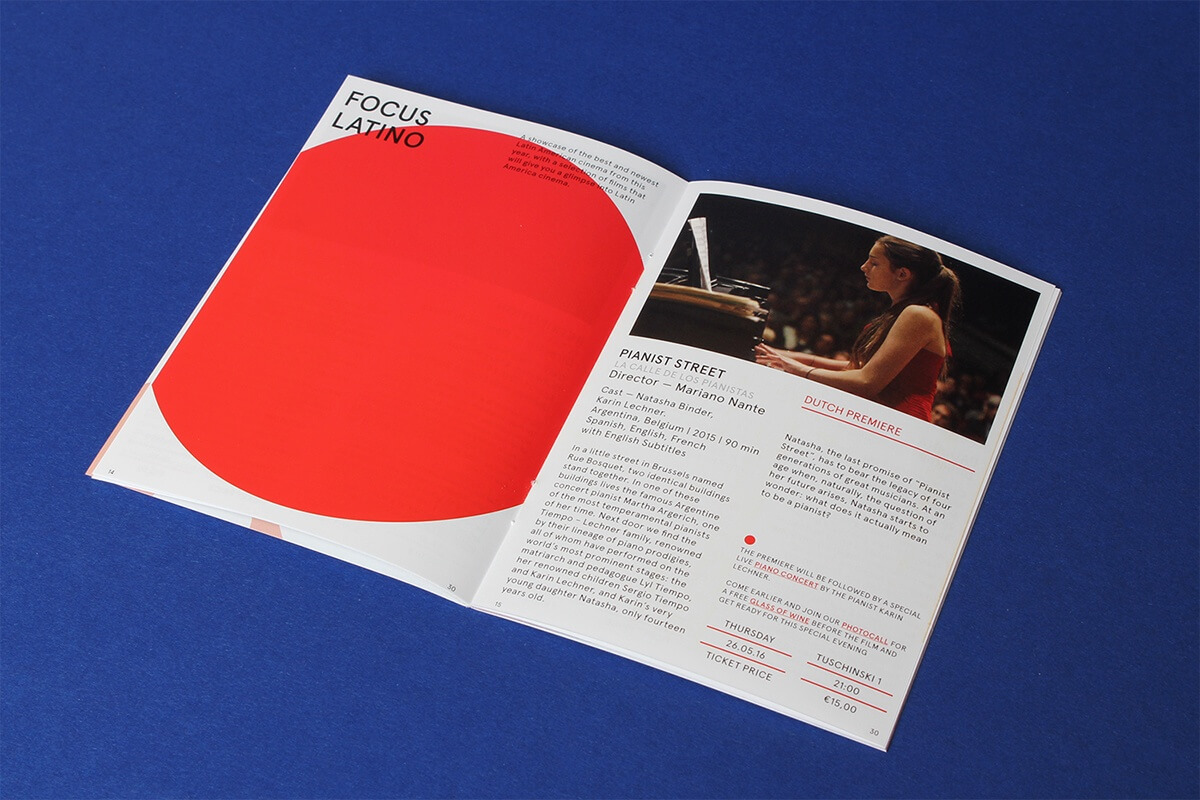 FOCUS
LATINO
A showcase of the best and newest
Latin American cinema from this
year, with a selection of films that
will give you a glimpse into Latin
America cinema.
14
30
PIANIST STREET
LA CALLE DE LOS PIANISTAS
Director – Mariano Nante
Cast – Natasha Binder,
Karin Lechner.
Argentina, Belgium | 2015 | 90 min
Spanish, English, French
with English Subtitles
In a little street in Brussels named
Rue Bosquet, two identical buildings
stand together. In one of these
buildings lives the famous Argentine
concert pianist Martha Argerich, one
of the most temperamental pianists
of her time. Next door we find the
Tiempo – Lechner family, renowned
by their lineage of piano prodigies,
all of whom have performed on the
world's most prominent stages: the
matriarch and pedagogue Lyl Tiempo,
her renowned children Sergio Tiempo
and Karin Lechner, and Karin's very
young daughter Natasha, only fourteen
years old.
15
DUTCH PREMIERE
Natasha, the last promise of "Pianist
Street", has to bear the legacy of four
generations of great musicians. At an
age when, naturally, the question of
her future arises, Natasha starts to
wonder: what does it actually mean
to be a pianist?
THE PREMIERE WILL BE FOLLOWED BY A SPECIAL
LIVE PIANO CONCERT BY THE PIANIST KARIN
LECHNER.
COME EARLIER AND JOIN OUR PHOTOCALL FOR
A FREE GLASS OF WINE BEFORE THE FILM AND
GET READY FOR THIS SPECIAL EVENING
THURSDAY
26.05.16
TICKET PRICE
TUSCHINSKI 1
21:00
€15,00
30